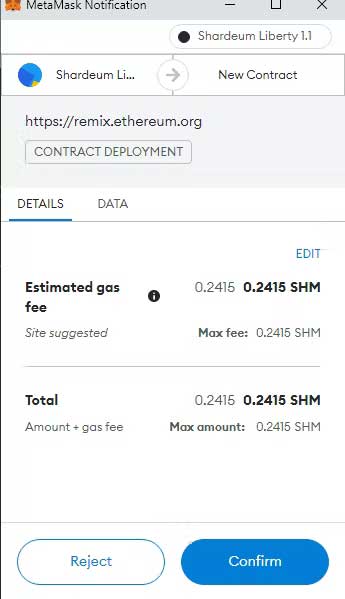 MetaMask Notification
Shardeum Liberty 1.1
Shardeum Li... New Contract
https://remix.ethereum.org
CONTRACT DEPLOYMENT
DETAILS DATA
EDIT
Estimated gas fee 0.2415 0.2415 SHM
Site suggested Max fee: 0.2415 SHM
Total 0.2415 0.2415 SHM
Amount + gas fee Max amount: 0.2415 SHM
Reject Confirm